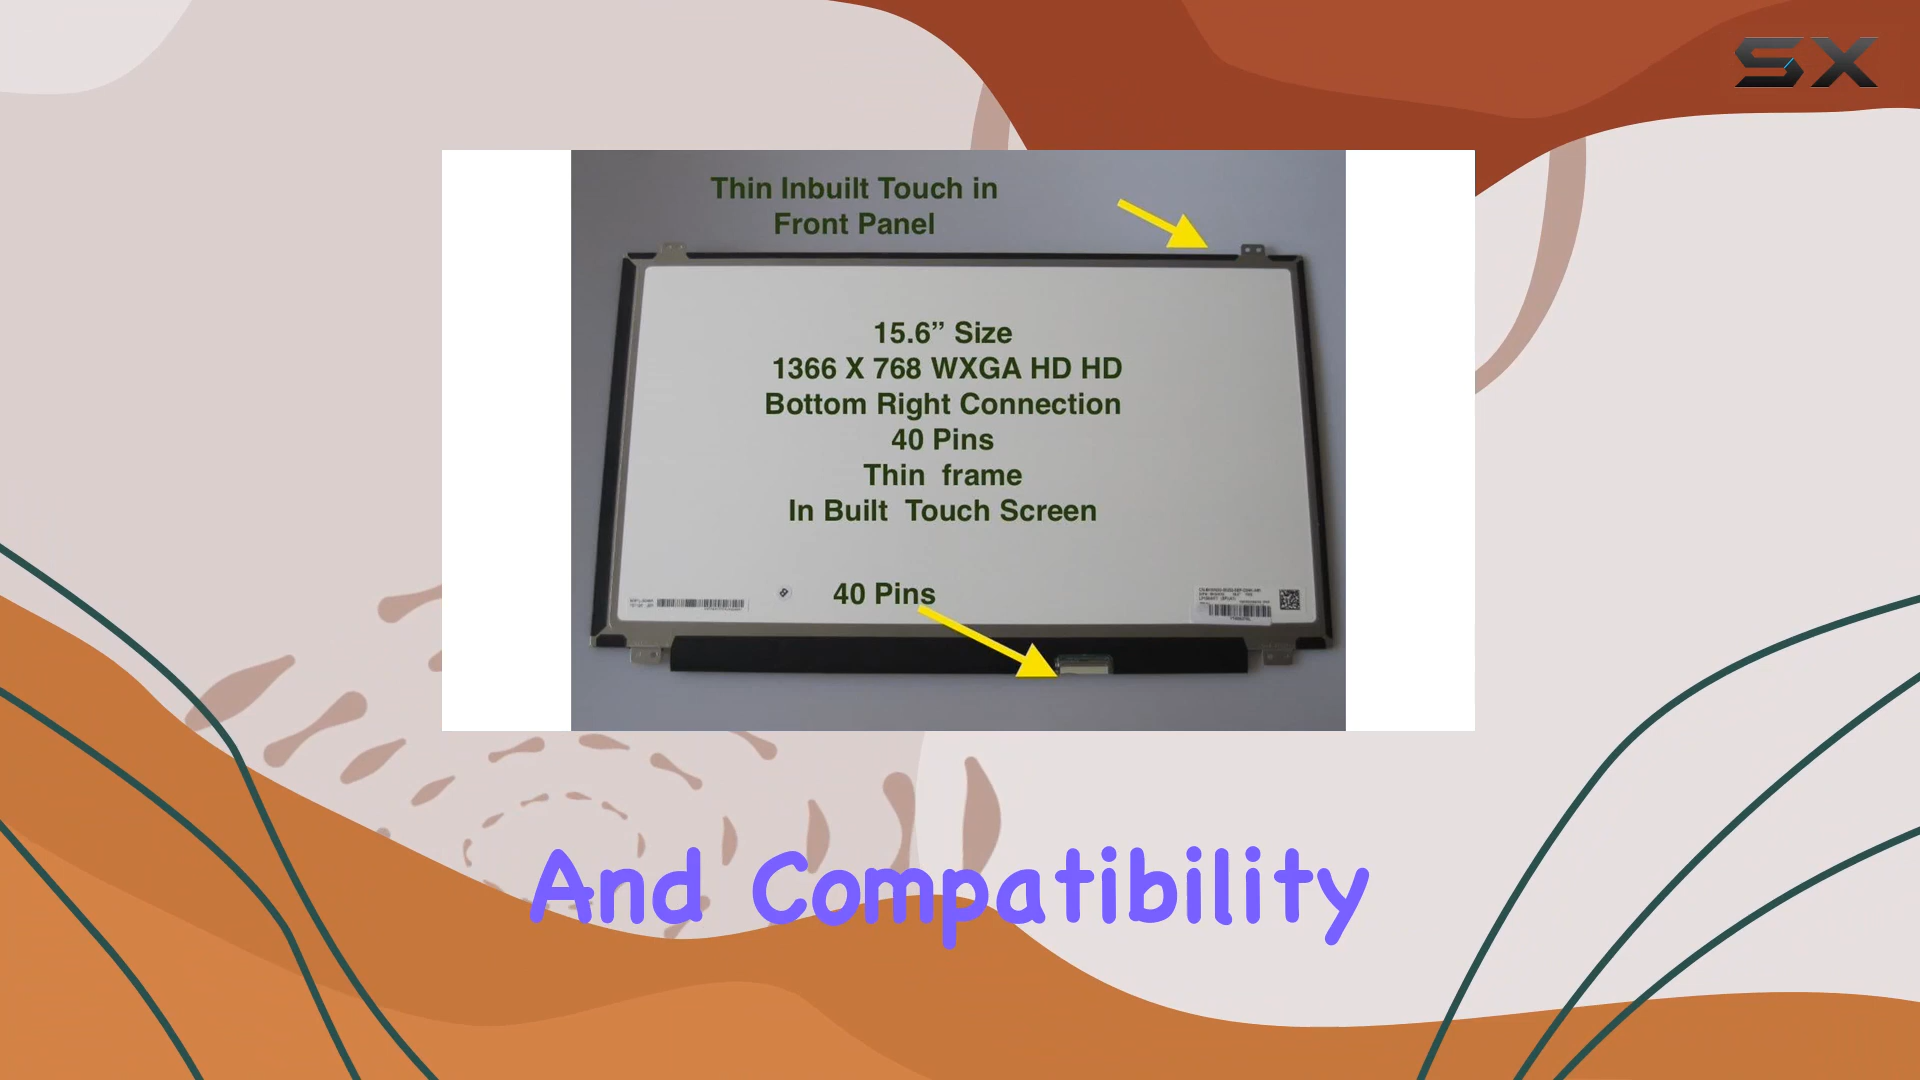 SX
Thin Inbuilt Touch in
Front Panel
15.6” Size
1366 X 768 WXGA HD HD
Bottom Right Connection
40 Pins
Thin frame
In Built Touch Screen
40 Pins
And Compatibility